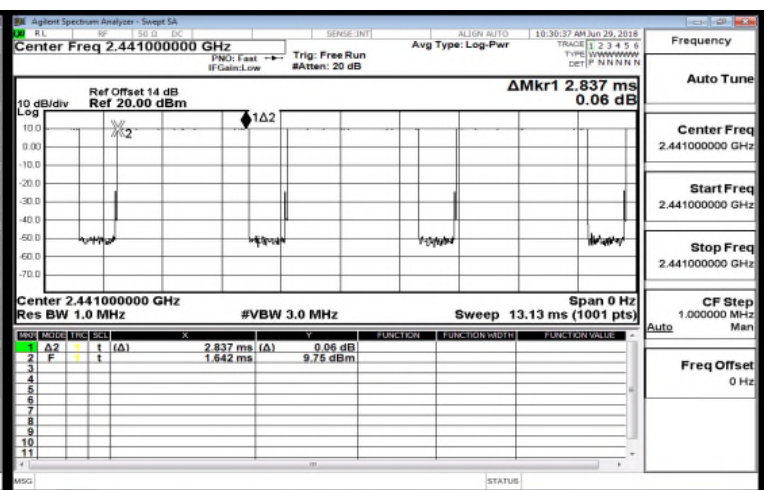 Agilent Spectrum Analyzer - Swept SA
RL RF 50 Ω DC SENSE:INT ALIGN AUTO 10:30:37 AM Jun 29, 2018
Center Freq 2.441000000 GHz
PNO: Fast
IFGain:Low
Trig: Free Run
#Atten: 20 dB
Avg Type: Log-Pwr
TRACE 1 2 3 4 5 6
TYPE WWWWWW
DET P N N N N N
Ref Offset 14 dB
10 dB/div Ref 20.00 dBm
Log
ΔMkr1 2.837 ms
0.06 dB
1Δ2
2
10.0
0.00
-10.0
-20.0
-30.0
-40.0
-50.0
-60.0
-70.0
Center 2.441000000 GHz Span 0 Hz
Res BW 1.0 MHz #VBW 3.0 MHz Sweep 13.13 ms (1001 pts)
MKR MODE TRC SCL X Y FUNCTION FUNCTION WIDTH FUNCTION VALUE
1 Δ2 1 t (Δ) 2.837 ms (Δ) 0.06 dB
2 F 1 t 1.642 ms 9.75 dBm
3
4
5
6
7
8
9
10
11
MSG STATUS
Frequency
Auto Tune
Center Freq
2.441000000 GHz
Start Freq
2.441000000 GHz
Stop Freq
2.441000000 GHz
CF Step
1.000000 MHz
Auto Man
Freq Offset
0 Hz